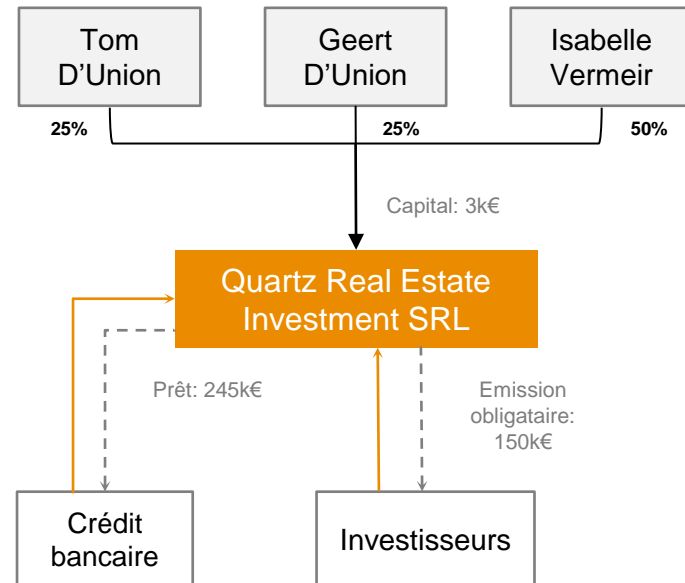 Tom
D'Union
Geert
D'Union
Isabelle
Vermeir
25%
25%
50%
Capital: 3k€
Quartz Real Estate
Investment SRL
Prêt: 245k€
Emission
obligataire:
150k€
Crédit
bancaire
Investisseurs